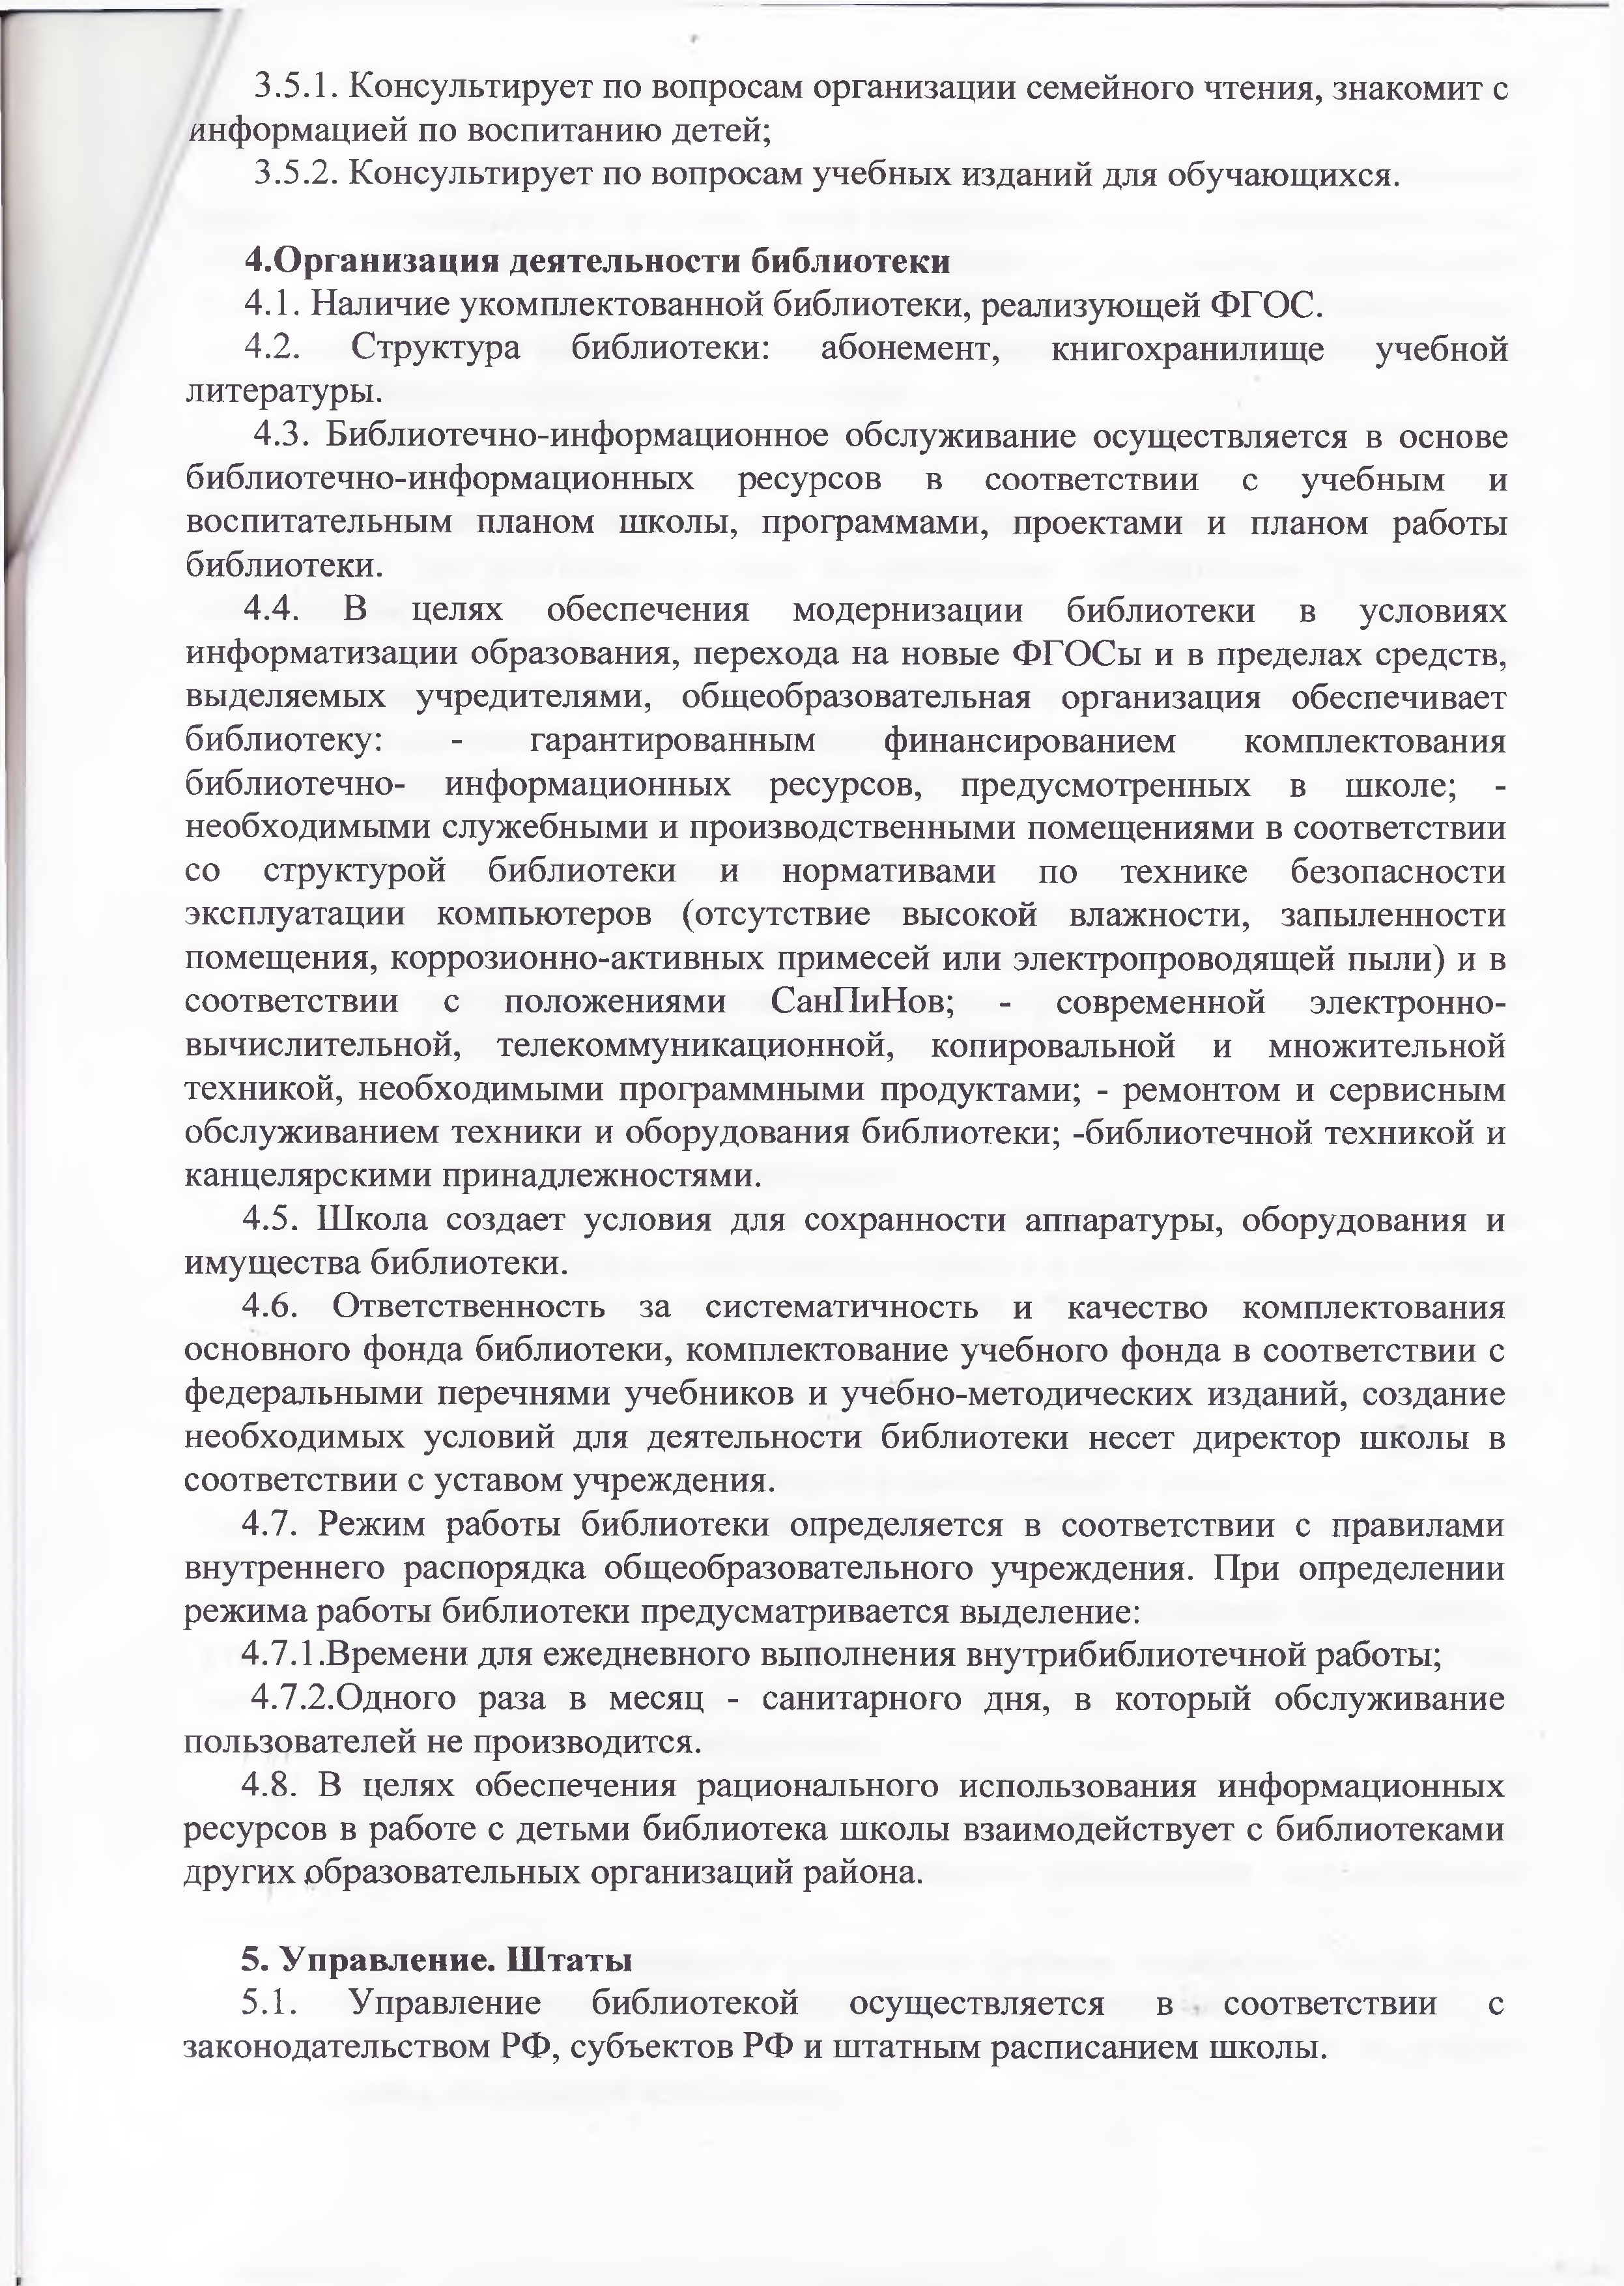 3.5.1. Консультирует по вопросам организации семейного чтения, знакомит с
информацией по воспитанию детей;
3.5.2. Консультирует по вопросам учебных изданий для обучающихся.
4.Организация деятельности библиотеки
4.1. Наличие укомплектованной библиотеки, реализующей ФГОС.
4.2. Структура библиотеки: абонемент, книгохранилище учебной
литературы.
4.3. Библиотечно-информационное обслуживание осуществляется в основе
библиотечно-информационных ресурсов в соответствии с учебным и
воспитательным планом школы, программами, проектами и планом работы
библиотеки.
4.4. В целях обеспечения модернизации библиотеки в условиях
информатизации образования, перехода на новые ФГОСы и в пределах средств,
выделяемых учредителями, общеобразовательная организация обеспечивает
библиотеку: - гарантированным финансированием комплектования
библиотечно- информационных ресурсов, предусмотренных в школе; -
необходимыми служебными и производственными помещениями в соответствии
со структурой библиотеки и нормативами по технике безопасности
эксплуатации компьютеров (отсутствие высокой влажности, запыленности
помещения, коррозионно-активных примесей или электропроводящей пыли) и в
соответствии с положениями СанПиНов; - современной электронно-
вычислительной, телекоммуникационной, копировальной и множительной
техникой, необходимыми программными продуктами; - ремонтом и сервисным
обслуживанием техники и оборудования библиотеки; -библиотечной техникой и
канцелярскими принадлежностями.
4.5. Школа создает условия для сохранности аппаратуры, оборудования и
имущества библиотеки.
4.6. Ответственность за систематичность и качество комплектования
основного фонда библиотеки, комплектование учебного фонда в соответствии с
федеральными перечнями учебников и учебно-методических изданий, создание
необходимых условий для деятельности библиотеки несет директор школы в
соответствии с уставом учреждения.
4.7. Режим работы библиотеки определяется в соответствии с правилами
внутреннего распорядка общеобразовательного учреждения. При определении
режима работы библиотеки предусматривается выделение:
4.7.1.Времени для ежедневного выполнения внутрибиблиотечной работы;
4.7.2.Одного раза в месяц - санитарного дня, в который обслуживание
пользователей не производится.
4.8. В целях обеспечения рационального использования информационных
ресурсов в работе с детьми библиотека школы взаимодействует с библиотеками
других образовательных организаций района.
5. Управление. Штаты
5.1. Управление библиотекой осуществляется в соответствии с
законодательством РФ, субъектов РФ и штатным расписанием школы.